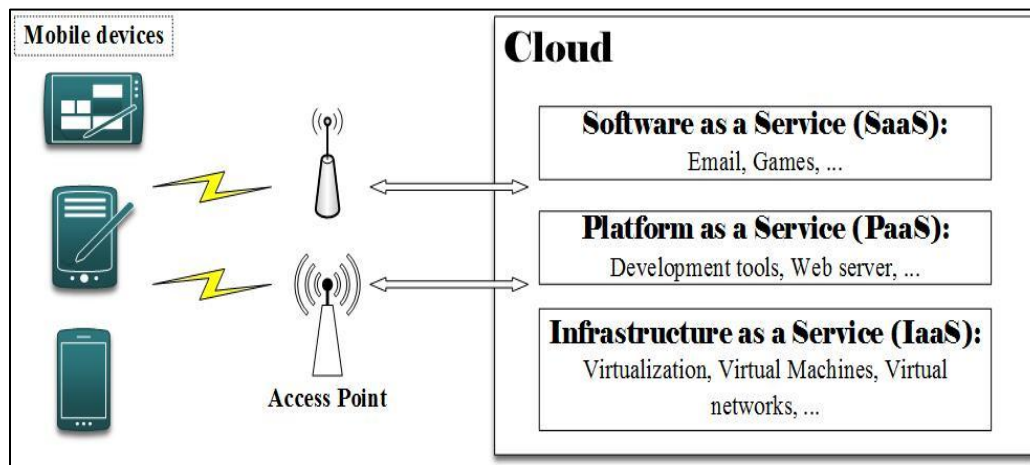 Mobile devices
Cloud
Software as a Service (SaaS):
Email, Games, ...
Platform as a Service (PaaS):
Development tools, Web server, ...
Infrastructure as a Service (IaaS):
Virtualization, Virtual Machines, Virtual
networks, ...
Access Point